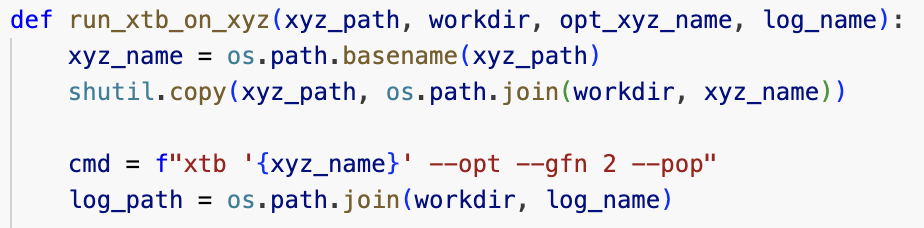 def run_xtb_on_xyz(xyz_path, workdir, opt_xyz_name, log_name):
    xyz_name = os.path.basename(xyz_path)
    shutil.copy(xyz_path, os.path.join(workdir, xyz_name))

    cmd = f"xtb '{xyz_name}' --opt --gfn 2 --pop"
    log_path = os.path.join(workdir, log_name)